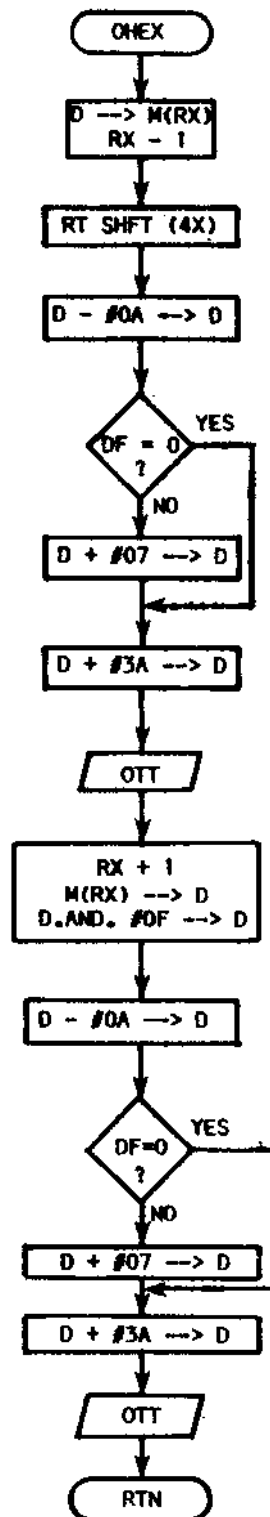 OHEX
D --> M(RX)
RX - 1
RT SHFT (4X)
D - #0A --> D
DF = 0
?
YES
NO
D + #07 --> D
D + #3A --> D
OTT
RX + 1
M(RX) --> D
D.AND. #0F --> D
D - #0A --> D
DF=0
?
YES
NO
D + #07 --> D
D + #3A --> D
OTT
RTN